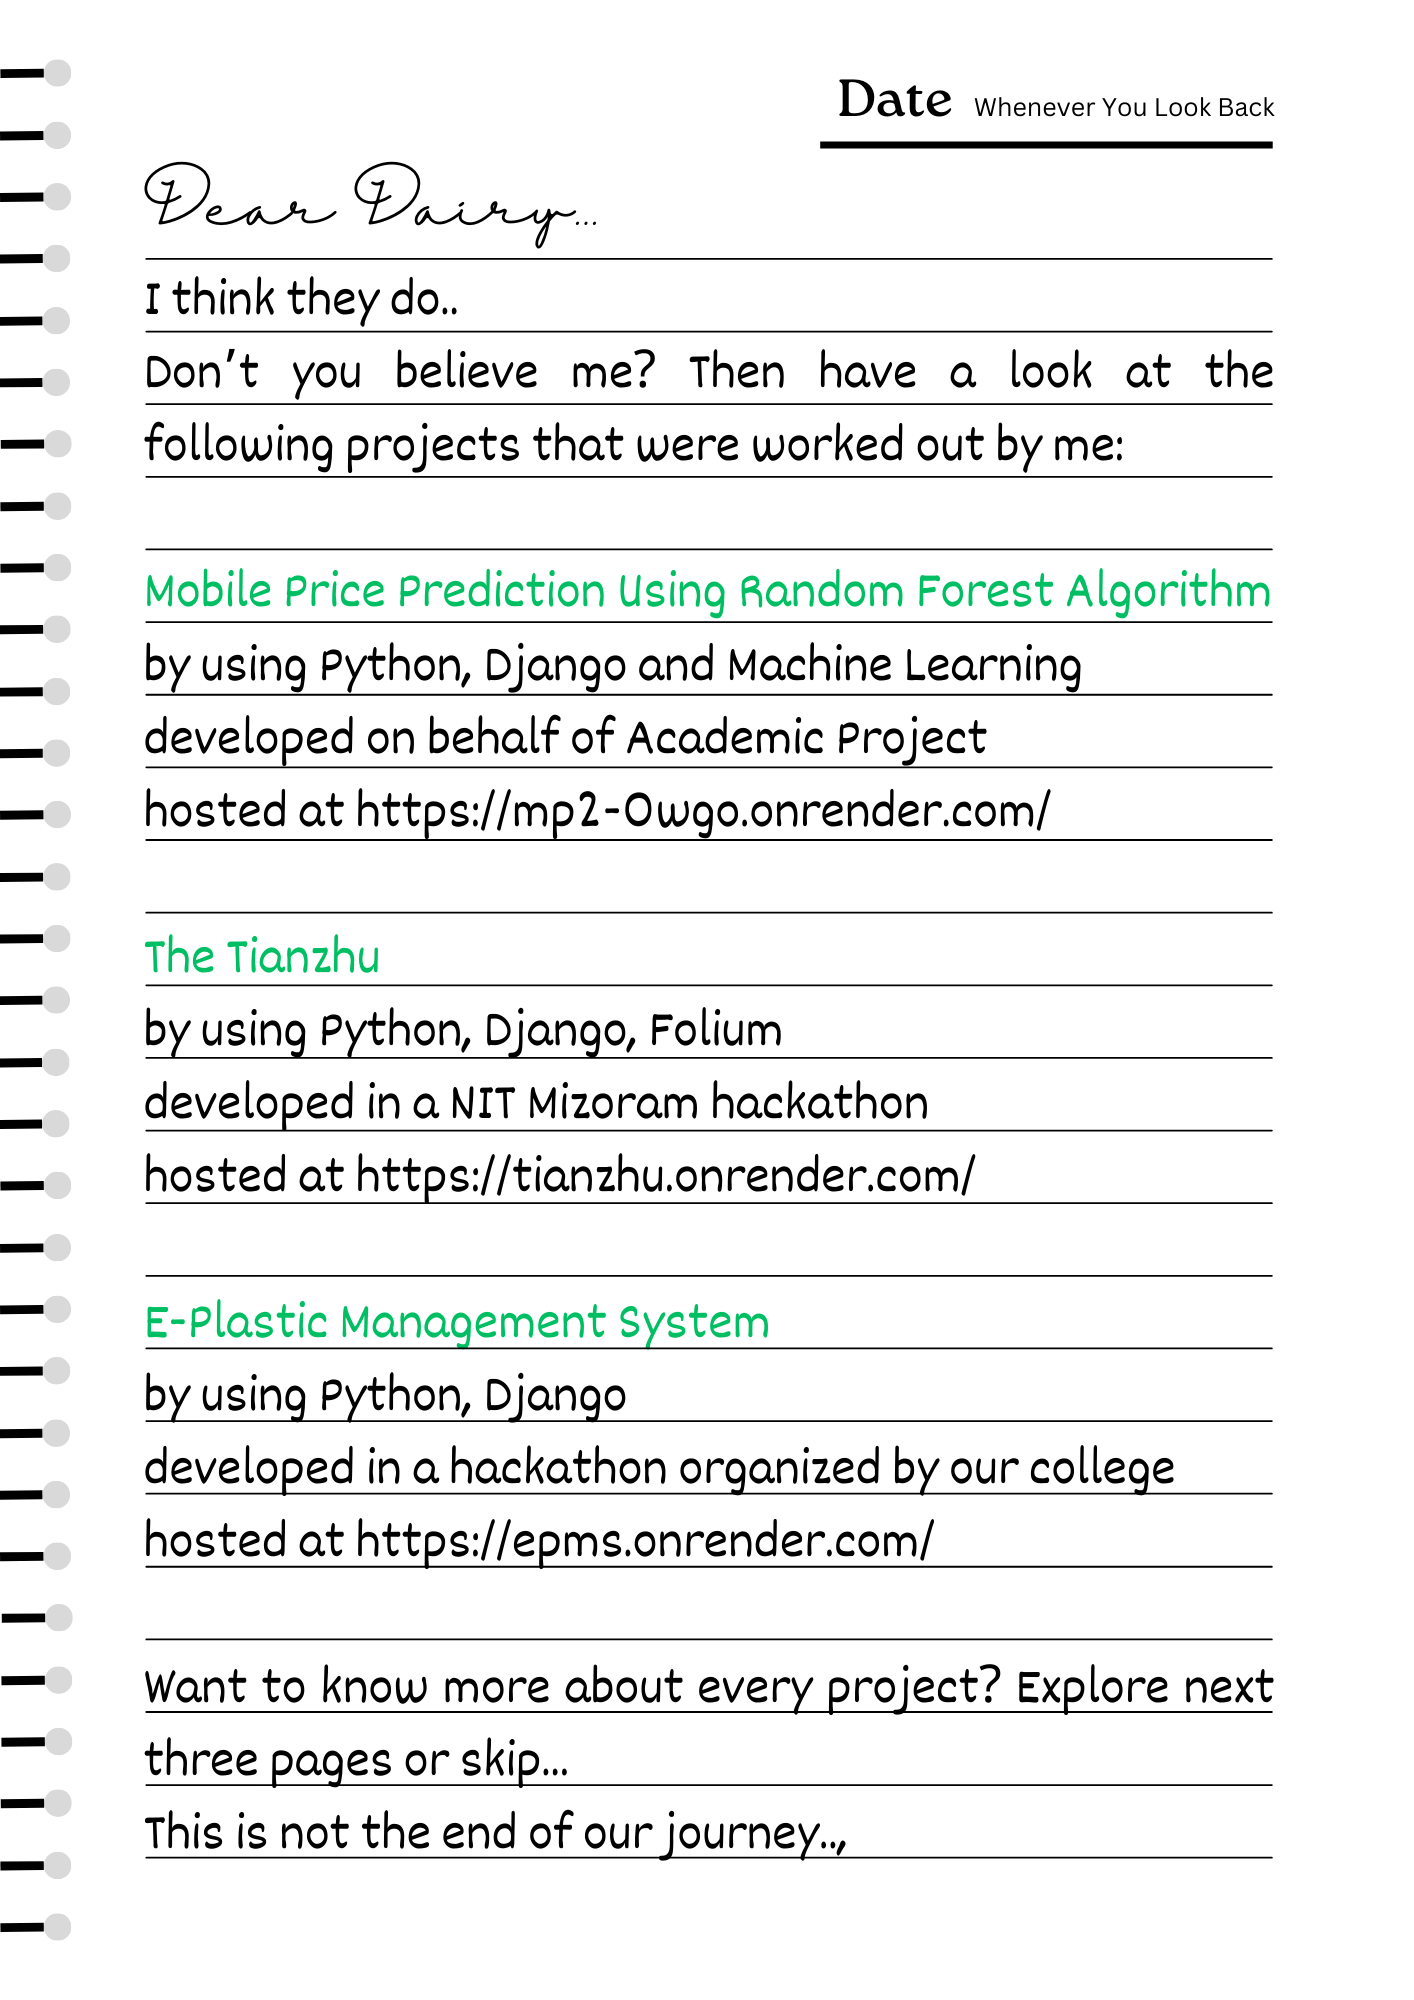 Date Whenever You Look Back
Dear Dairy...
I think they do..
Don't you believe me? Then have a look at the
following projects that were worked out by me:
Mobile Price Prediction Using Random Forest Algorithm
by using Python, Django and Machine Learning
developed on behalf of Academic Project
hosted at https://mp2-0wgo.onrender.com/
The Tianzhu
by using Python, Django, Folium
developed in a NIT Mizoram hackathon
hosted at https://tianzhu.onrender.com/
E-Plastic Management System
by using Python, Django
developed in a hackathon organized by our college
hosted at https://epms.onrender.com/
Want to know more about every project? Explore next
three pages or skip...
This is not the end of our journey..,